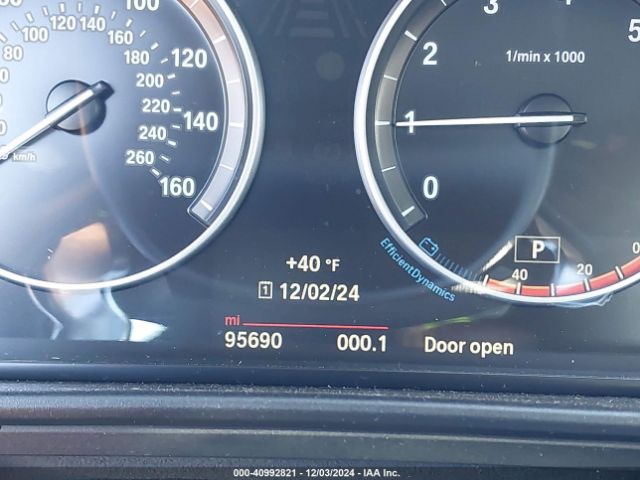 100
120
140
160
100
120
140
160
180
200
220
240
260
80
km/h
0
1
2
3
5
1/min x 1000
P
40
20
EfficientDynamics
+40 °F
1 12/02/24
mi
95690 000.1 Door open
000-40992821 - 12/03/2024 - IAA Inc.